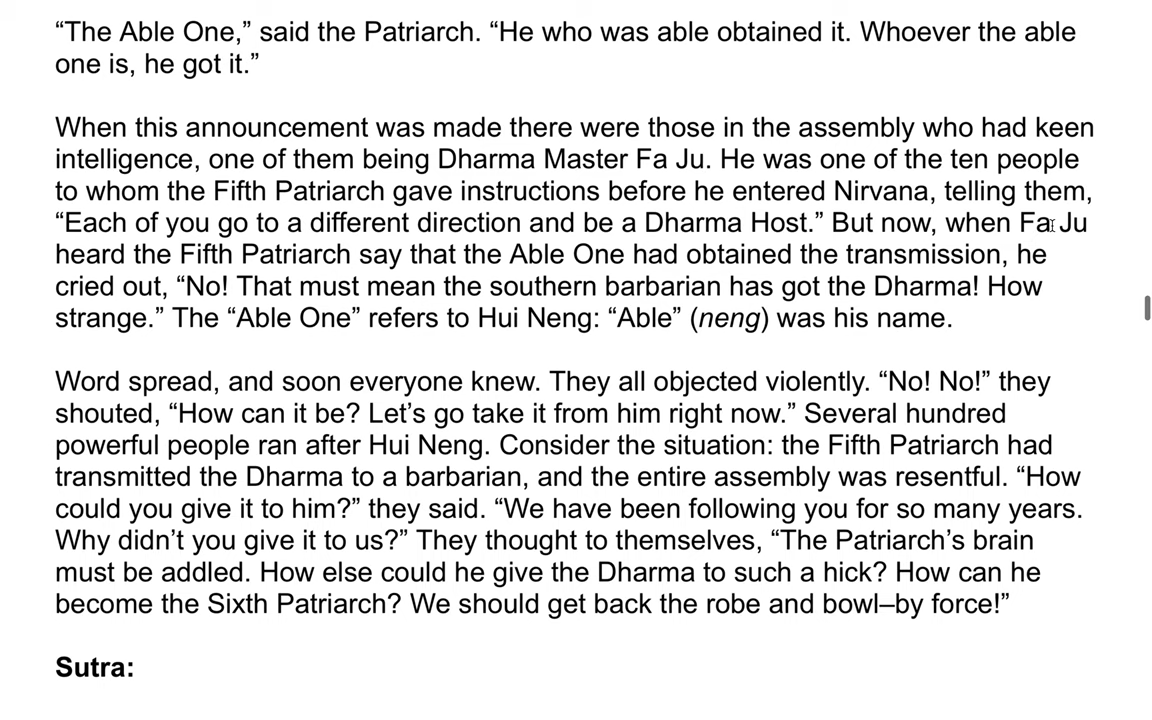 “The Able One,” said the Patriarch. “He who was able obtained it. Whoever the able
one is, he got it.”
When this announcement was made there were those in the assembly who had keen
intelligence, one of them being Dharma Master Fa Ju. He was one of the ten people
to whom the Fifth Patriarch gave instructions before he entered Nirvana, telling them,
“Each of you go to a different direction and be a Dharma Host.” But now, when Fa Ju
heard the Fifth Patriarch say that the Able One had obtained the transmission, he
cried out, “No! That must mean the southern barbarian has got the Dharma! How
strange.” The “Able One” refers to Hui Neng: “Able” (neng) was his name.
Word spread, and soon everyone knew. They all objected violently. “No! No!” they
shouted, “How can it be? Let’s go take it from him right now.” Several hundred
powerful people ran after Hui Neng. Consider the situation: the Fifth Patriarch had
transmitted the Dharma to a barbarian, and the entire assembly was resentful. “How
could you give it to him?” they said. “We have been following you for so many years.
Why didn’t you give it to us?” They thought to themselves, “The Patriarch’s brain
must be addled. How else could he give the Dharma to such a hick? How can he
become the Sixth Patriarch? We should get back the robe and bowl–by force!”
Sutra: